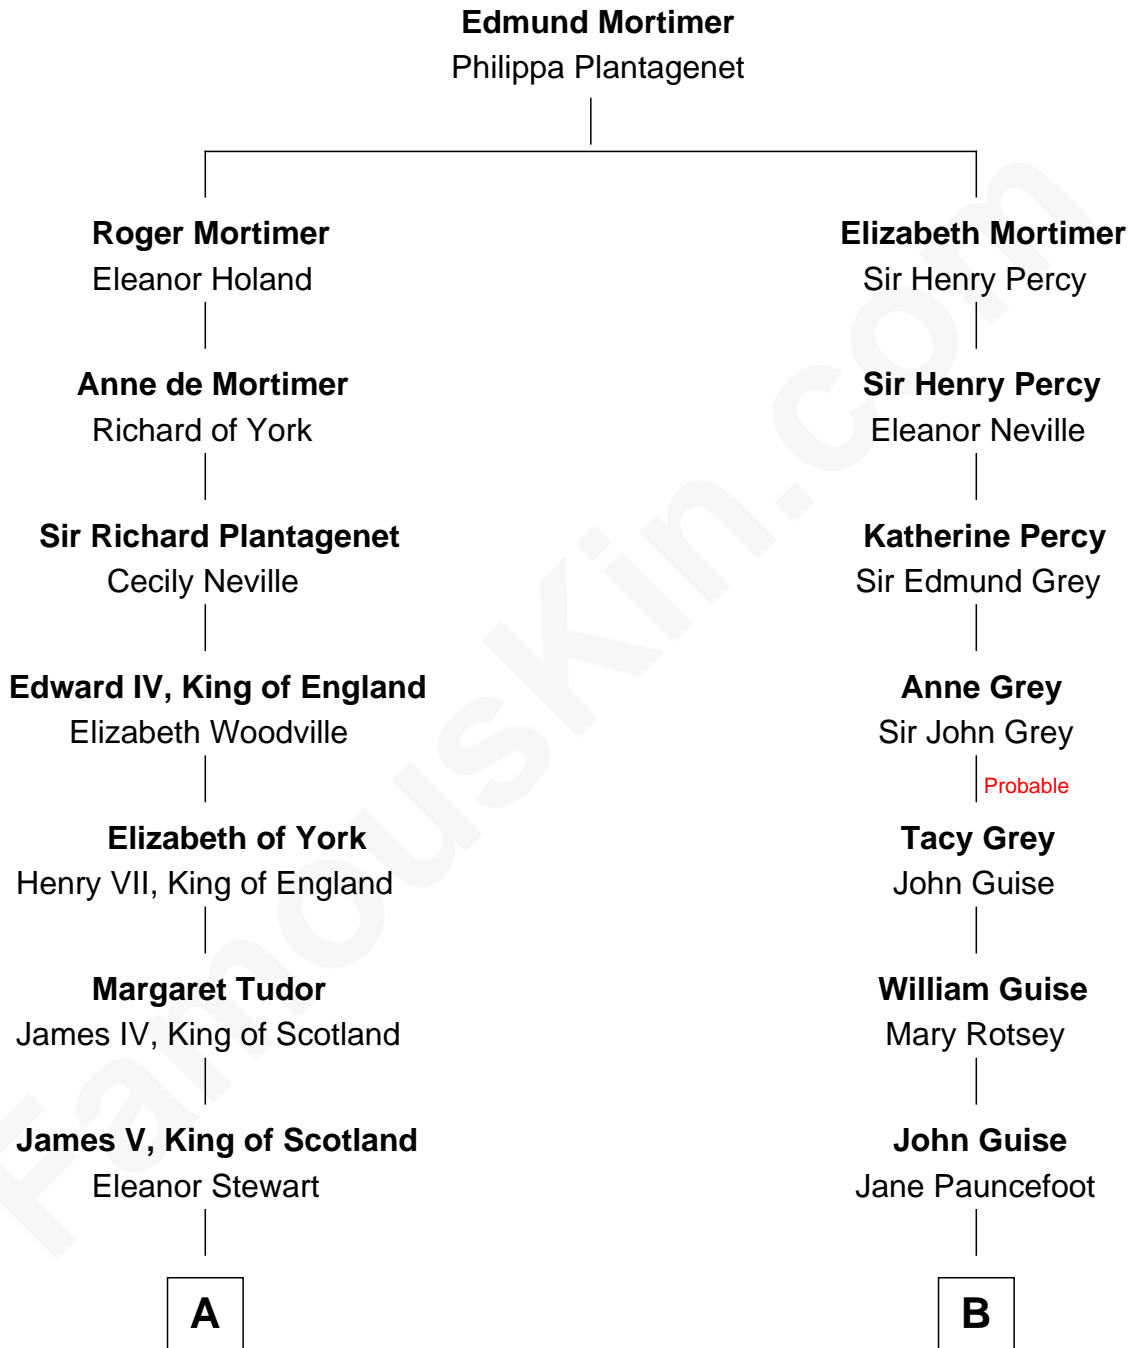 Edmund Mortimer
Philippa Plantagenet
Roger Mortimer
Eleanor Holand
Anne de Mortimer
Richard of York
Sir Richard Plantagenet
Cecily Neville
Edward IV, King of England
Elizabeth Woodville
Elizabeth of York
Henry VII, King of England
Margaret Tudor
James IV, King of Scotland
James V, King of Scotland
Eleanor Stewart
A
Elizabeth Mortimer
Sir Henry Percy
Sir Henry Percy
Eleanor Neville
Katherine Percy
Sir Edmund Grey
Anne Grey
Sir John Grey
Probable
Tacy Grey
John Guise
William Guise
Mary Rotsey
John Guise
Jane Pauncefoot
B
FamousKin.com